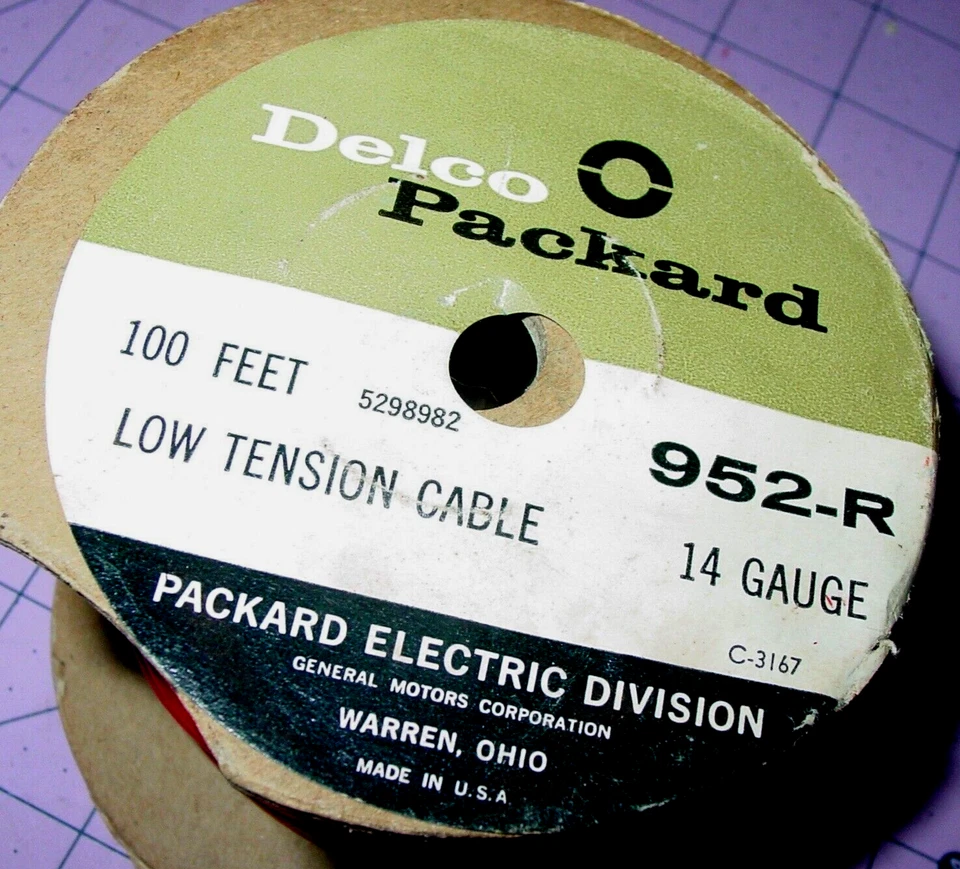 Delco
Packard
100 FEET
5298982
LOW TENSION CABLE
952-R
14 GAUGE
C-3167
PACKARD ELECTRIC DIVISION
GENERAL MOTORS CORPORATION
WARREN, OHIO
MADE IN U.S.A